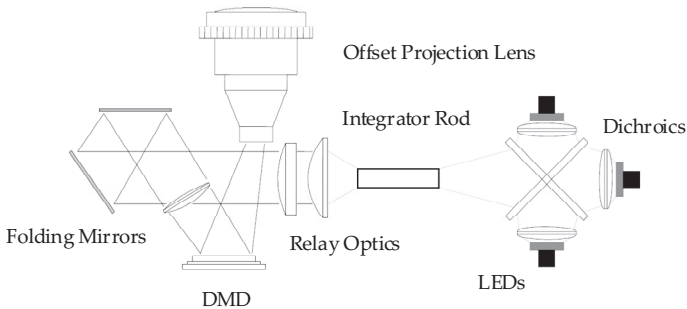 Offset Projection Lens
Integrator Rod
Dichroics
Folding Mirrors
Relay Optics
LEDs
DMD